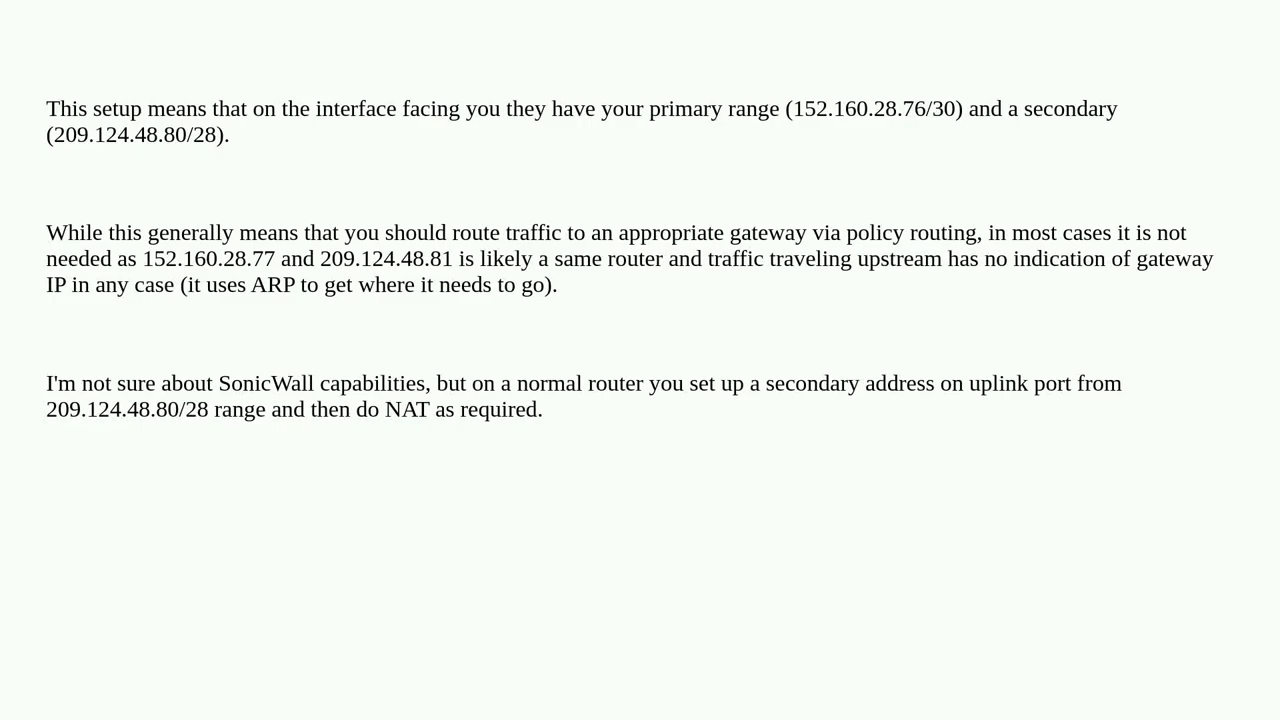 This setup means that on the interface facing you they have your primary range (152.160.28.76/30) and a secondary
(209.124.48.80/28).
While this generally means that you should route traffic to an appropriate gateway via policy routing, in most cases it is not
needed as 152.160.28.77 and 209.124.48.81 is likely a same router and traffic traveling upstream has no indication of gateway
IP in any case (it uses ARP to get where it needs to go).
I'm not sure about SonicWall capabilities, but on a normal router you set up a secondary address on uplink port from
209.124.48.80/28 range and then do NAT as required.